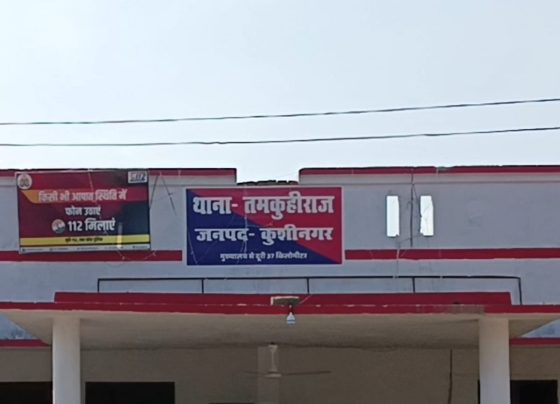 किसी भी आपात स्थिति में
फोन उठाएं
112 मिलाएं
थाना- तमकुहीराज
जनपद- कुशीनगर
मुख्यालय से दूरी 37 किलोमीटर